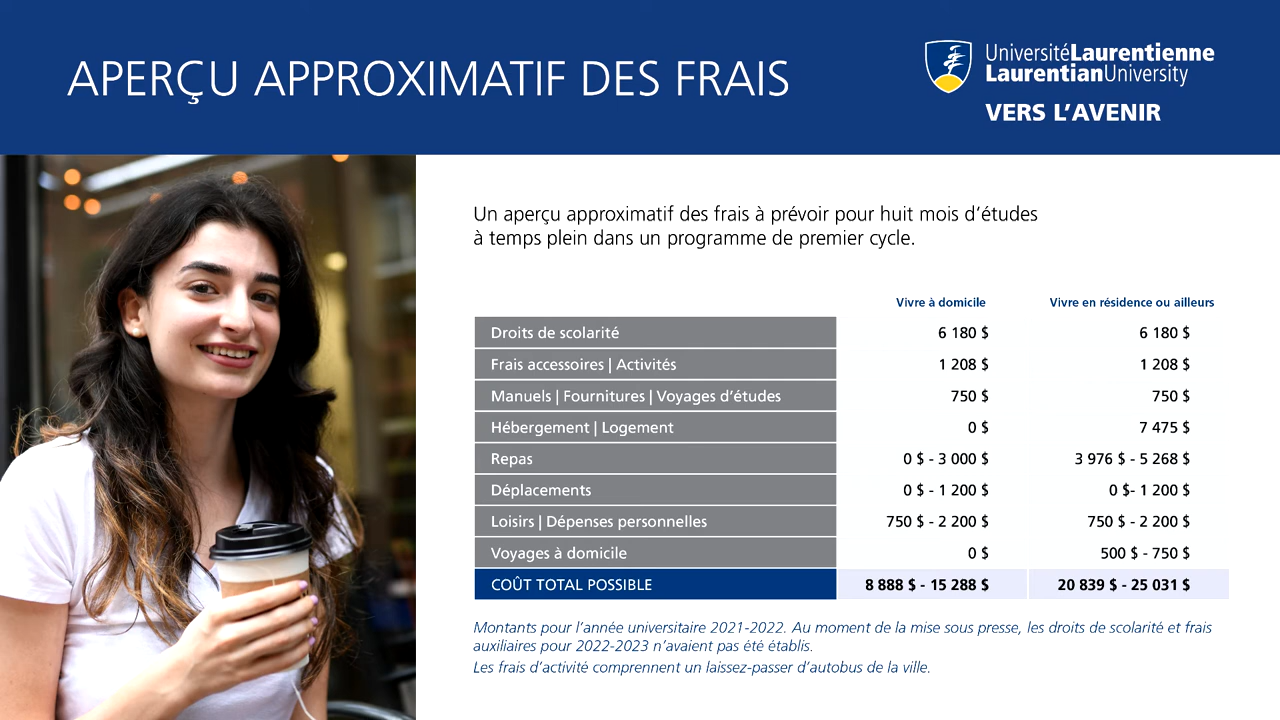 APERÇU APPROXIMATIF DES FRAIS
UniversitéLaurentienne
LaurentianUniversity
VERS L’AVENIR
Un aperçu approximatif des frais à prévoir pour huit mois d’études
à temps plein dans un programme de premier cycle.
Vivre à domicile Vivre en résidence ou ailleurs
Droits de scolarité 6 180 $ 6 180 $
Frais accessoires | Activités 1 208 $ 1 208 $
Manuels | Fournitures | Voyages d’études 750 $ 750 $
Hébergement | Logement 0 $ 7 475 $
Repas 0 $ - 3 000 $ 3 976 $ - 5 268 $
Déplacements 0 $ - 1 200 $ 0 $- 1 200 $
Loisirs | Dépenses personnelles 750 $ - 2 200 $ 750 $ - 2 200 $
Voyages à domicile 0 $ 500 $ - 750 $
COÛT TOTAL POSSIBLE 8 888 $ - 15 288 $ 20 839 $ - 25 031 $
Montants pour l’année universitaire 2021-2022. Au moment de la mise sous presse, les droits de scolarité et frais
auxiliaires pour 2022-2023 n’avaient pas été établis.
Les frais d’activité comprennent un laissez-passer d’autobus de la ville.